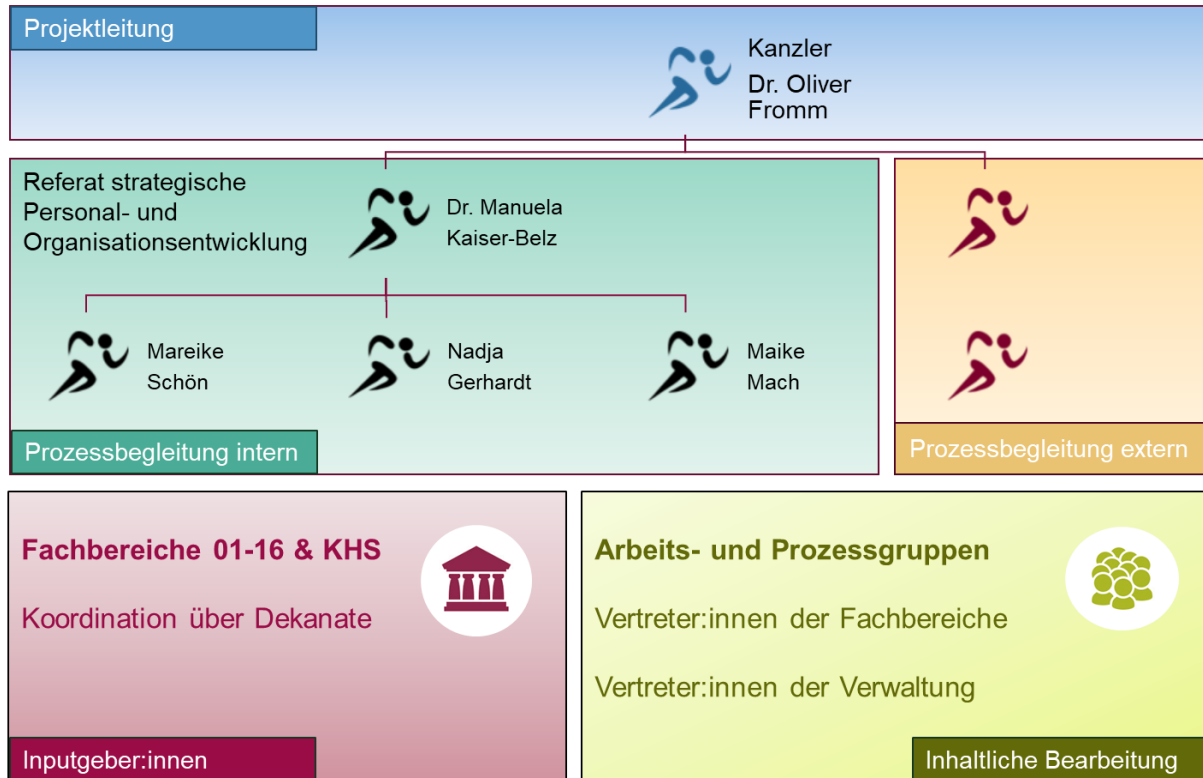 Projektleitung
Kanzler
Dr. Oliver
Fromm
Referat strategische
Personal- und
Organisationsentwicklung
Dr. Manuela
Kaiser-Belz
Mareike
Schön
Nadja
Gerhardt
Maike
Mach
Prozessbegleitung intern
Prozessbegleitung extern
Fachbereiche 01-16 & KHS
Koordination über Dekanate
Inputgeber:innen
Arbeits- und Prozessgruppen
Vertreter:innen der Fachbereiche
Vertreter:innen der Verwaltung
Inhaltliche Bearbeitung